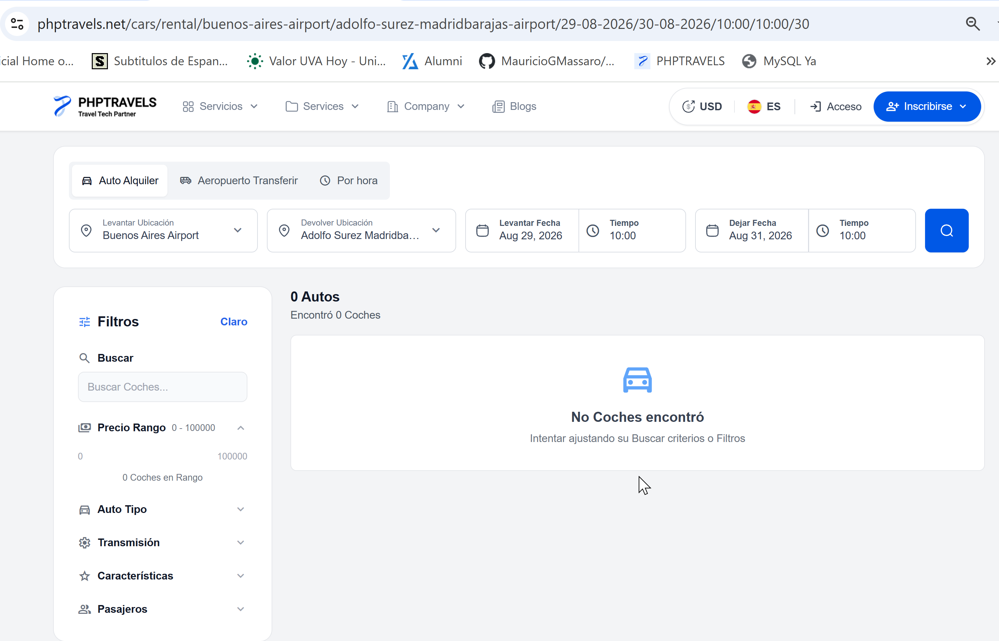 phptravels.net/cars/rental/buenos-aires-airport/adolfo-surez-madridbarajas-airport/29-08-2026/30-08-2026/10:00/10:00/30
icial Home o...
S Subtitulos de Espan...
Valor UVA Hoy - Uni...
Alumni
MauricioGMassaro/...
PHPTRAVELS
MySQL Ya
PHPTRAVELS
Travel Tech Partner
Servicios
Services
Company
Blogs
USD
ES
Acceso
Inscribirse
Auto Alquiler
Aeropuerto Transferir
Por hora
Levantar Ubicación
Buenos Aires Airport
Devolver Ubicación
Adolfo Surez Madridba...
Levantar Fecha
Aug 29, 2026
Tiempo
10:00
Dejar Fecha
Aug 31, 2026
Tiempo
10:00
Filtros
Claro
Buscar
Buscar Coches...
Precio Rango 0 - 100000
0 100000
0 Coches en Rango
Auto Tipo
Transmisión
Características
Pasajeros
0 Autos
Encontró 0 Coches
No Coches encontró
Intentar ajustando su Buscar criterios o Filtros